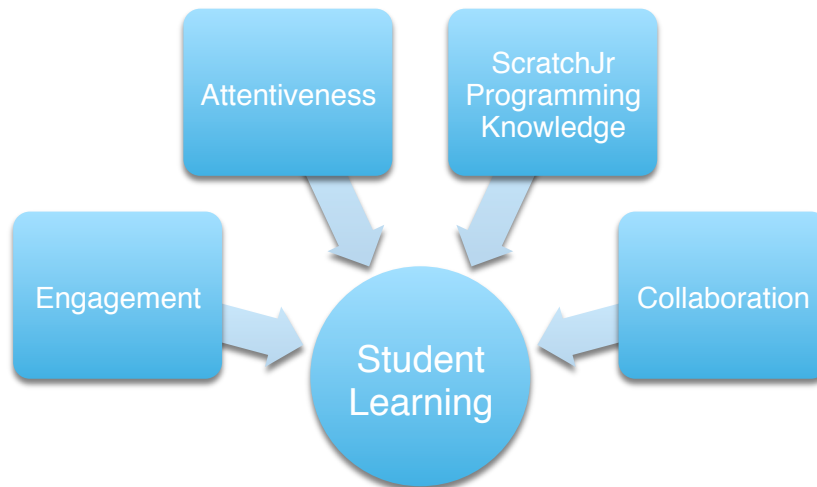 Attentiveness
ScratchJr
Programming
Knowledge
Engagement
Collaboration
Student
Learning